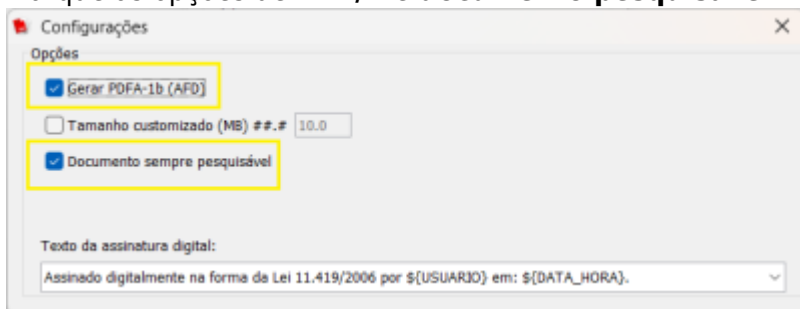 Configurações
Opções
Gerar PDFA-1b (AFD)
Tamanho customizado (MB) ##.# 10.0
Documento sempre pesquisável
Texto da assinatura digital:
Assinado digitalmente na forma da Lei 11.419/2006 por ${USUARIO} em: ${DATA_HORA}.